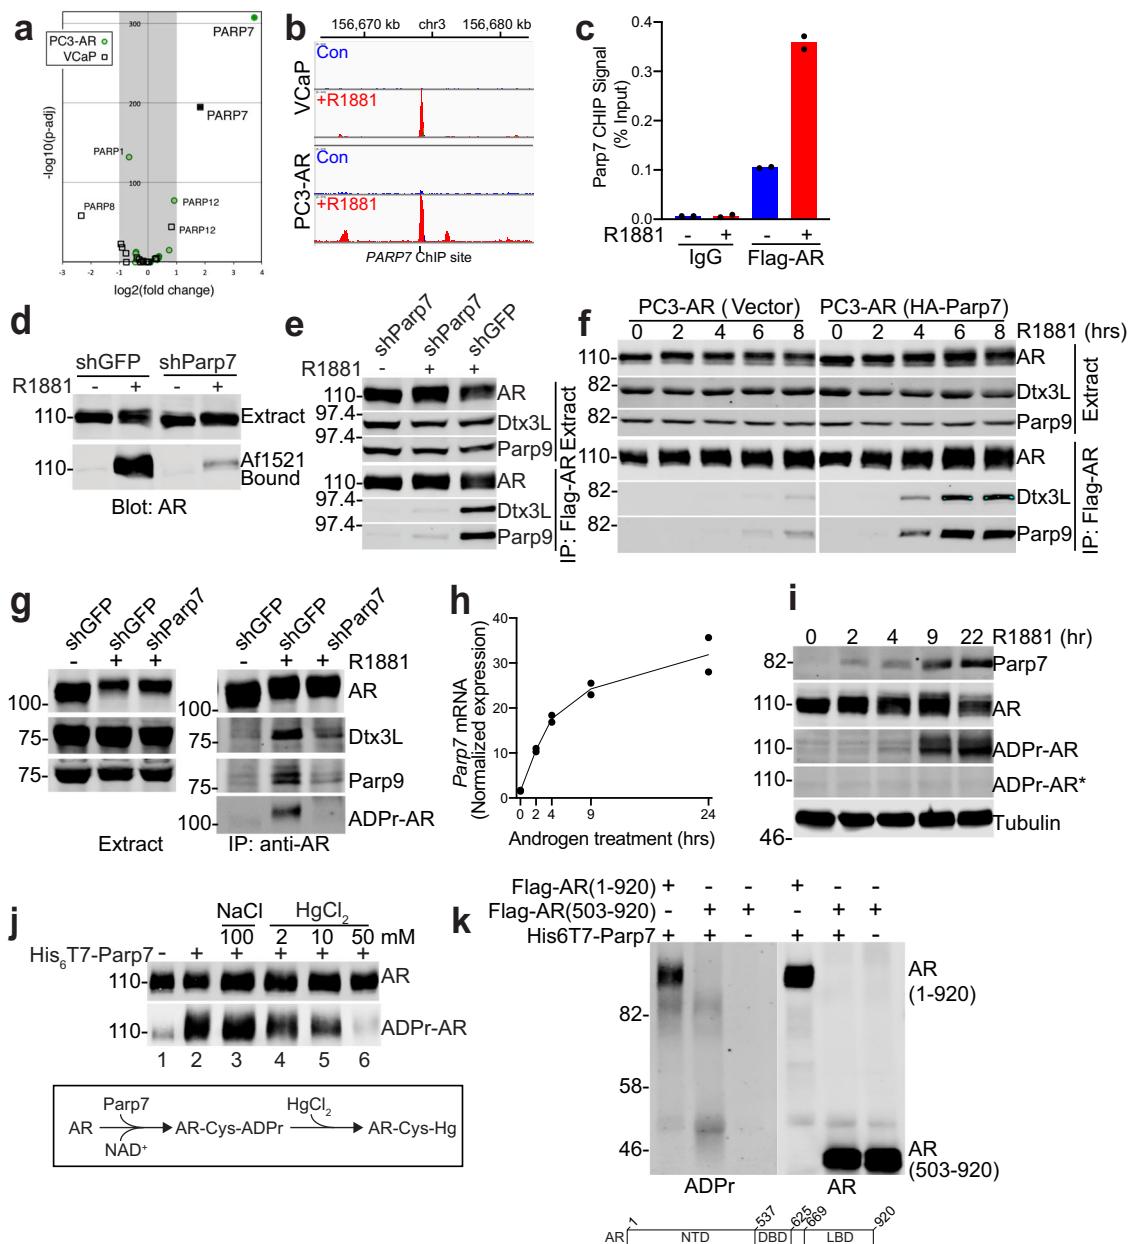 a
PC3-AR
VCaP
PARP7
PARP7
PARP1
PARP12
PARP8
PARP12
300
200
100
-log10(p-adj)
-3 -2 -1 0 1 2 3 4
log2(fold change)
b
156,670 kb chr3 156,680 kb
VCaP
Con
+R1881
PC3-AR
Con
+R1881
PARP7 ChIP site
c
Parp7 CHIP Signal
(% Input)
0.4
0.3
0.2
0.1
0.0
R1881 - + - +
IgG Flag-AR
d
shGFP shParp7
R1881 - + - +
110- Extract
110- Af1521
Bound
Blot: AR
e
shParp7 shParp7 shGFP
R1881 - + +
110- AR
97.4- Dtx3L
97.4- Parp9
Extract
110- AR
97.4- Dtx3L
97.4- Parp9
IP: Flag-AR
f
PC3-AR (Vector) PC3-AR (HA-Parp7)
0 2 4 6 8 0 2 4 6 8 R1881 (hrs)
110- AR
82- Dtx3L
82- Parp9
Extract
110- AR
82- Dtx3L
82- Parp9
IP: Flag-AR
g
shGFP shGFP shParp7 shGFP shGFP shParp7
- + + - + + R1881
100- 100- AR
75- 75- Dtx3L
75- 75- Parp9
100- ADPr-AR
Extract IP: anti-AR
h
Parp7 mRNA
(Normalized expression)
40
30
20
10
0
0 2 4 9 24
Androgen treatment (hrs)
i
0 2 4 9 22 R1881 (hr)
82- Parp7
110- AR
110- ADPr-AR
110- ADPr-AR*
Tubulin
46-
j
NaCl HgCl2
100 2 10 50 mM
His6T7-Parp7 - + + + + +
110- AR
110- ADPr-AR
1 2 3 4 5 6
Parp7 HgCl2
AR AR-Cys-ADPr AR-Cys-Hg
NAD+
k
Flag-AR(1-920) + - - + - -
Flag-AR(503-920) - + + - + +
His6T7-Parp7 + + - + + -
AR
(1-920)
82-
58-
46-
AR
(503-920)
ADPr AR
1 537 625 669 920
AR NTD DBD LBD